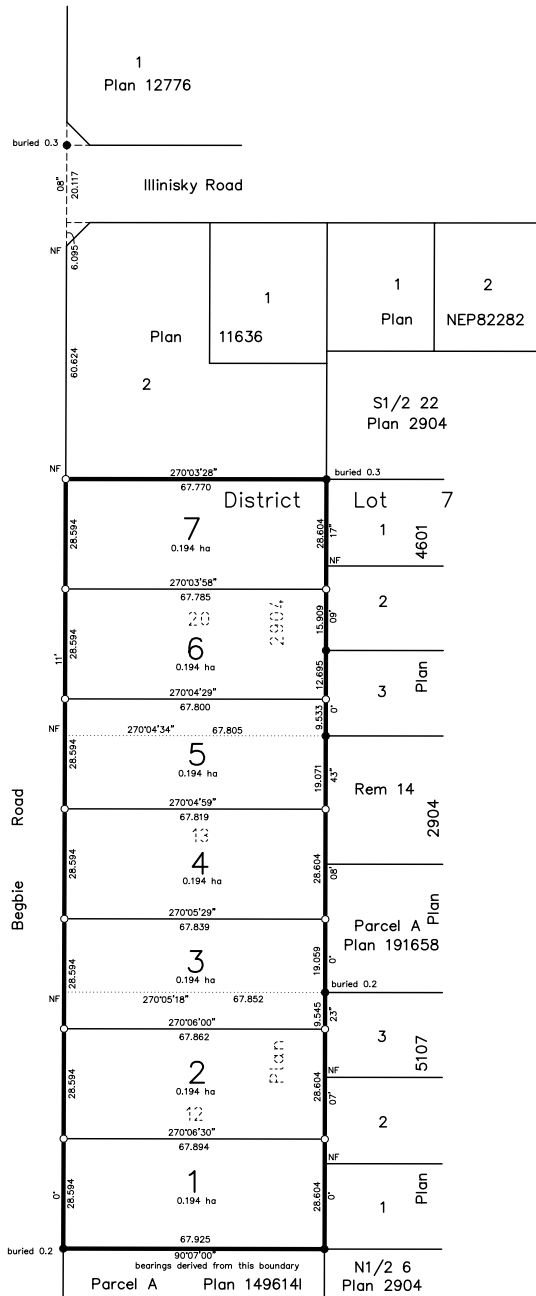 1
Plan 12776
buried 0.3
08"
20.117
Illinisky Road
NF
6.095
1
1
2
Plan
11636
Plan
NEP82282
60.624
2
S1/2 22
Plan 2904
NF
270°03'28"
67.770
buried 0.3
District Lot 7
28.594
7
0.194 ha
28.604
17"
1
4601
NF
270°03'58"
67.785
20
2904
15.909
09'
2
28.594
6
0.194 ha
11'
12.695
3
Plan
270°04'29"
67.800
9.533
0°
NF
270°04'34" 67.805
28.594
5
0.194 ha
19.071
43"
Rem 14
2904
270°04'59"
67.819
13
Begbie Road
28.594
4
0.194 ha
28.604
08'
Plan
270°05'29"
67.839
Parcel A
Plan 191658
28.594
3
0.194 ha
19.059
0°
buried 0.2
NF
270°05'18" 67.852
9.545
23"
270°06'00"
67.862
3
5107
28.594
2
0.194 ha
Plan
28.604
NF
07'
12
2
270°06'30"
67.894
NF
28.594
0°
1
0.194 ha
28.604
0°
1
Plan
67.925
buried 0.2
90°07'00"
bearings derived from this boundary
Parcel A Plan 149614I
N1/2 6
Plan 2904